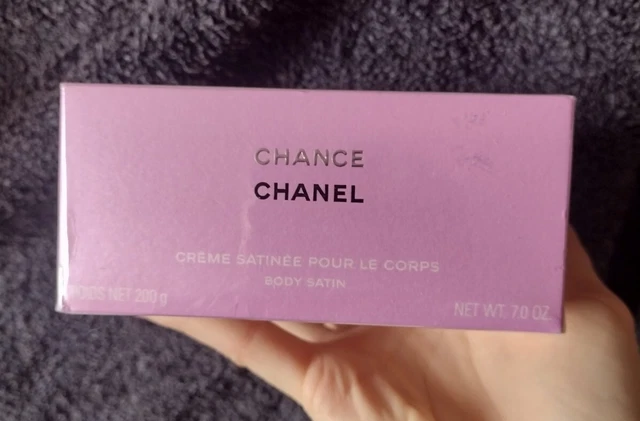 CHANCE
CHANEL
CRÈME SATINÉE POUR LE CORPS
BODY SATIN
POIDS NET 200 g
NET WT. 7.0 OZ.